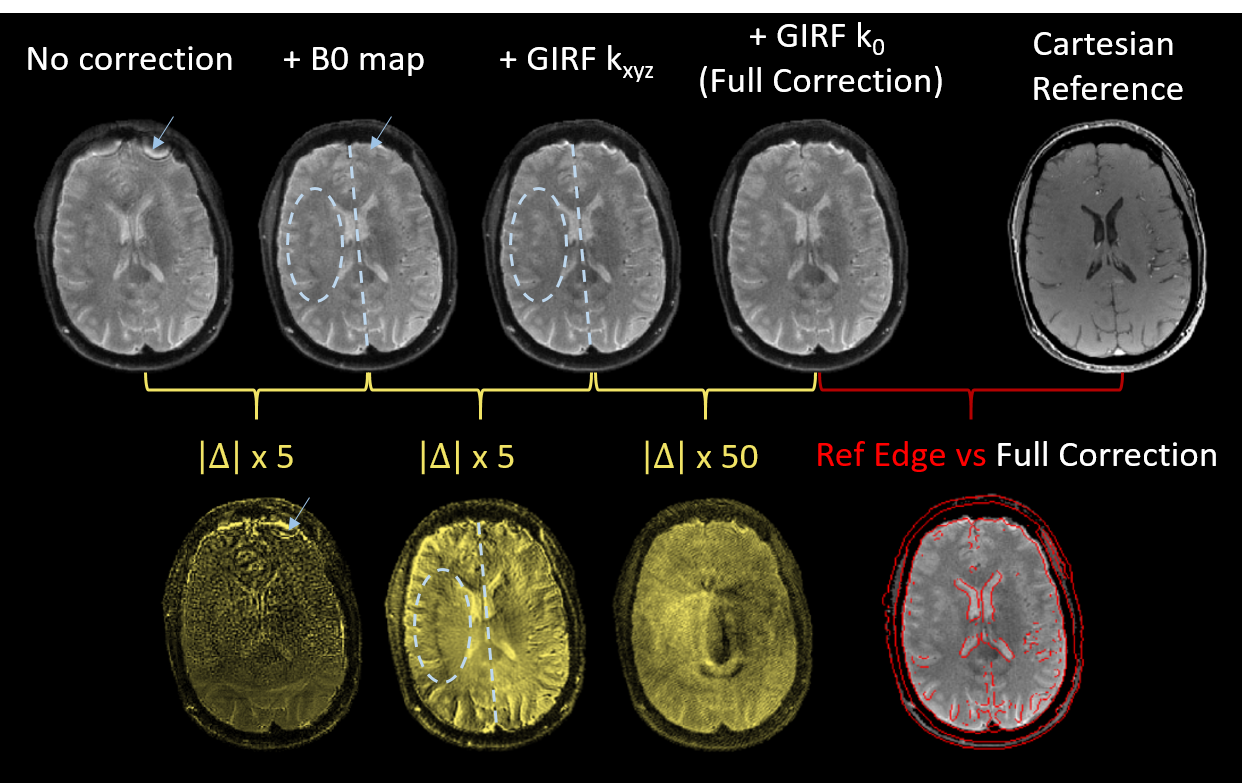 No correction
+ B0 map
+ GIRF kxyz
+ GIRF k0
(Full Correction)
Cartesian
Reference
|Δ| x 5
|Δ| x 5
|Δ| x 50
Ref Edge vs Full Correction